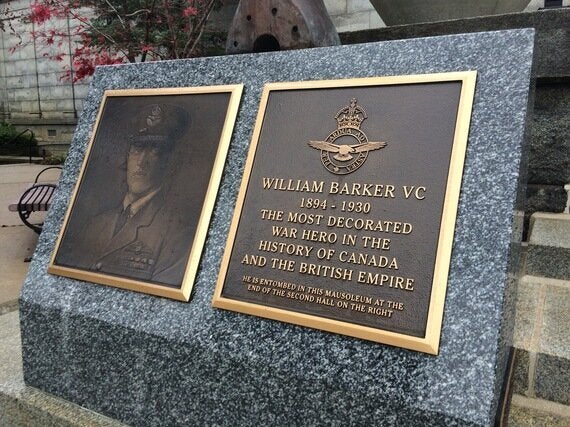 WILLIAM BARKER VC
1894 - 1930
THE MOST DECORATED
WAR HERO IN THE
HISTORY OF CANADA
AND THE BRITISH EMPIRE
HE IS ENTOMBED IN THIS MAUSOLEUM AT THE
END OF THE SECOND HALL ON THE RIGHT